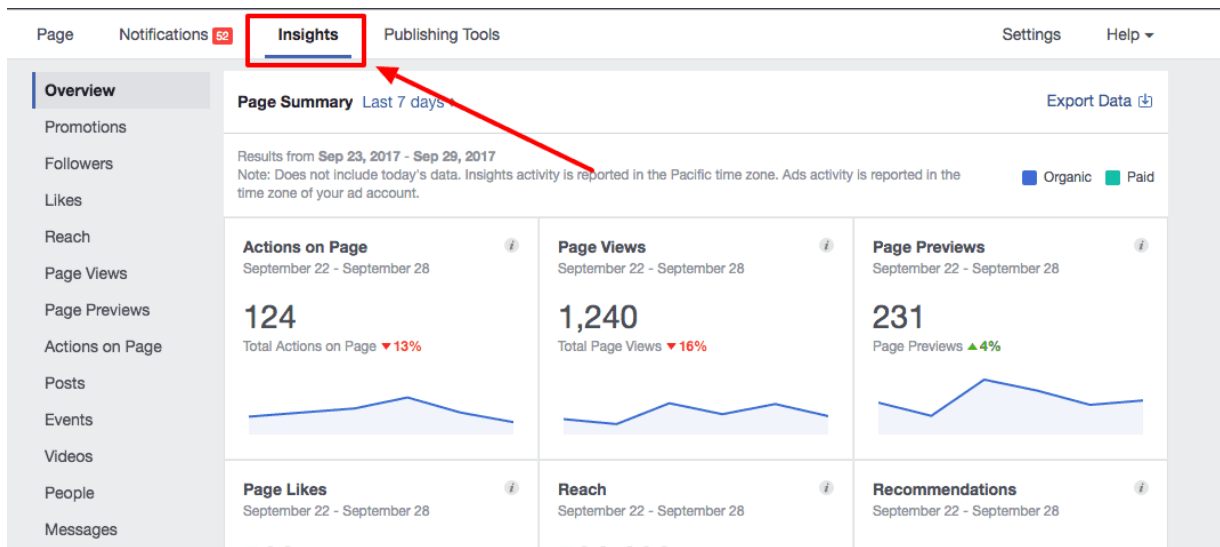 Page Notifications 52 Insights Publishing Tools Settings Help
Overview
Promotions
Followers
Likes
Reach
Page Views
Page Previews
Actions on Page
Posts
Events
Videos
People
Messages
Page Summary Last 7 days
Export Data
Results from Sep 23, 2017 - Sep 29, 2017
Note: Does not include today's data. Insights activity is reported in the Pacific time zone. Ads activity is reported in the
time zone of your ad account.
Organic Paid
Actions on Page
September 22 - September 28
124
Total Actions on Page ▼13%
Page Views
September 22 - September 28
1,240
Total Page Views ▼16%
Page Previews
September 22 - September 28
231
Page Previews ▲4%
Page Likes
September 22 - September 28
Reach
September 22 - September 28
Recommendations
September 22 - September 28